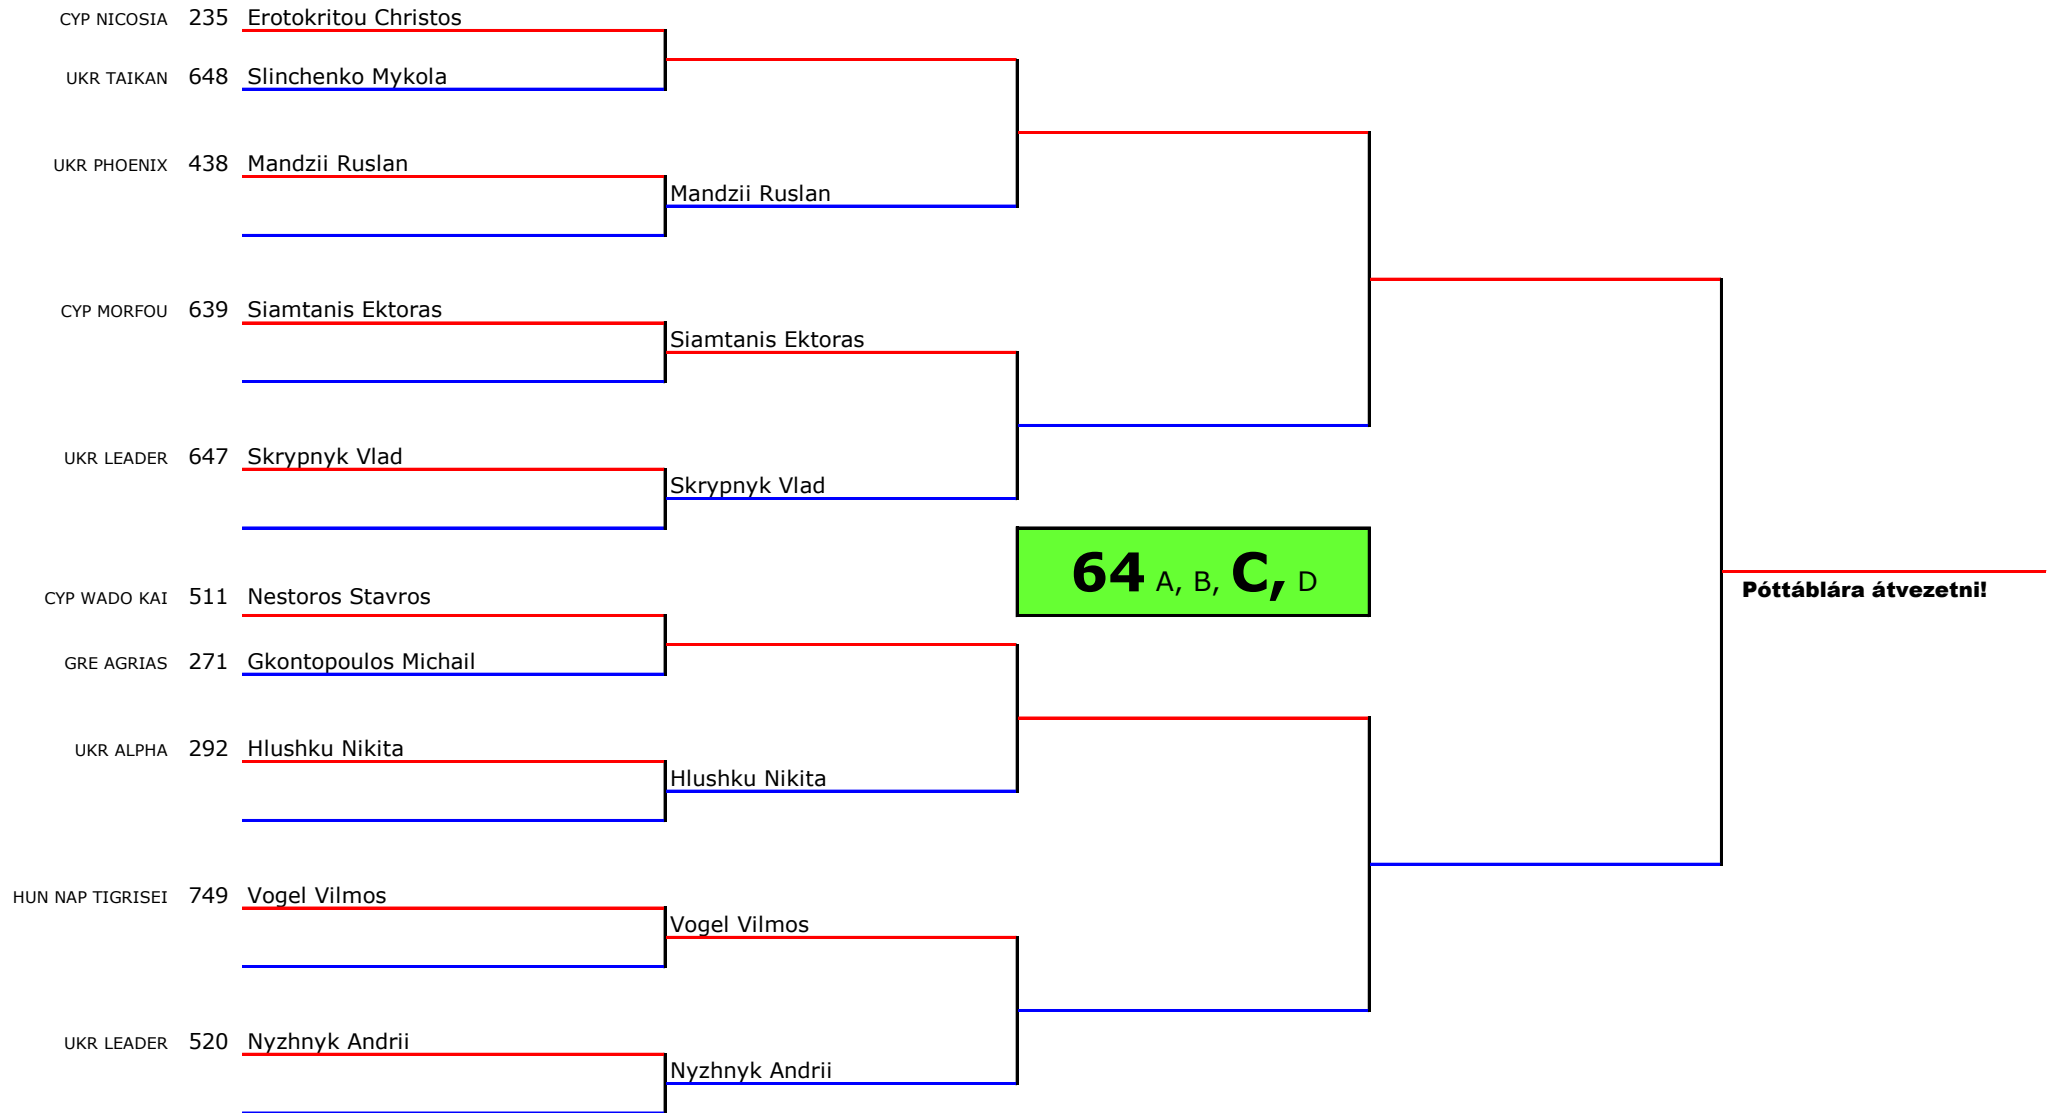 CYP NICOSIA 235 Erotokritou Christos
UKR TAIKAN 648 Slinchenko Mykola
UKR PHOENIX 438 Mandzii Ruslan
Mandzii Ruslan
CYP MORFOU 639 Siamtanis Ektoras
Siamtanis Ektoras
UKR LEADER 647 Skrypnyk Vlad
Skrypnyk Vlad
64 A, B, C, D
Póttáblára átvezetni!
CYP WADO KAI 511 Nestoros Stavros
GRE AGRIAS 271 Gkontopoulos Michail
UKR ALPHA 292 Hlushku Nikita
Hlushku Nikita
HUN NAP TIGRISEI 749 Vogel Vilmos
Vogel Vilmos
UKR LEADER 520 Nyzhnyk Andrii
Nyzhnyk Andrii